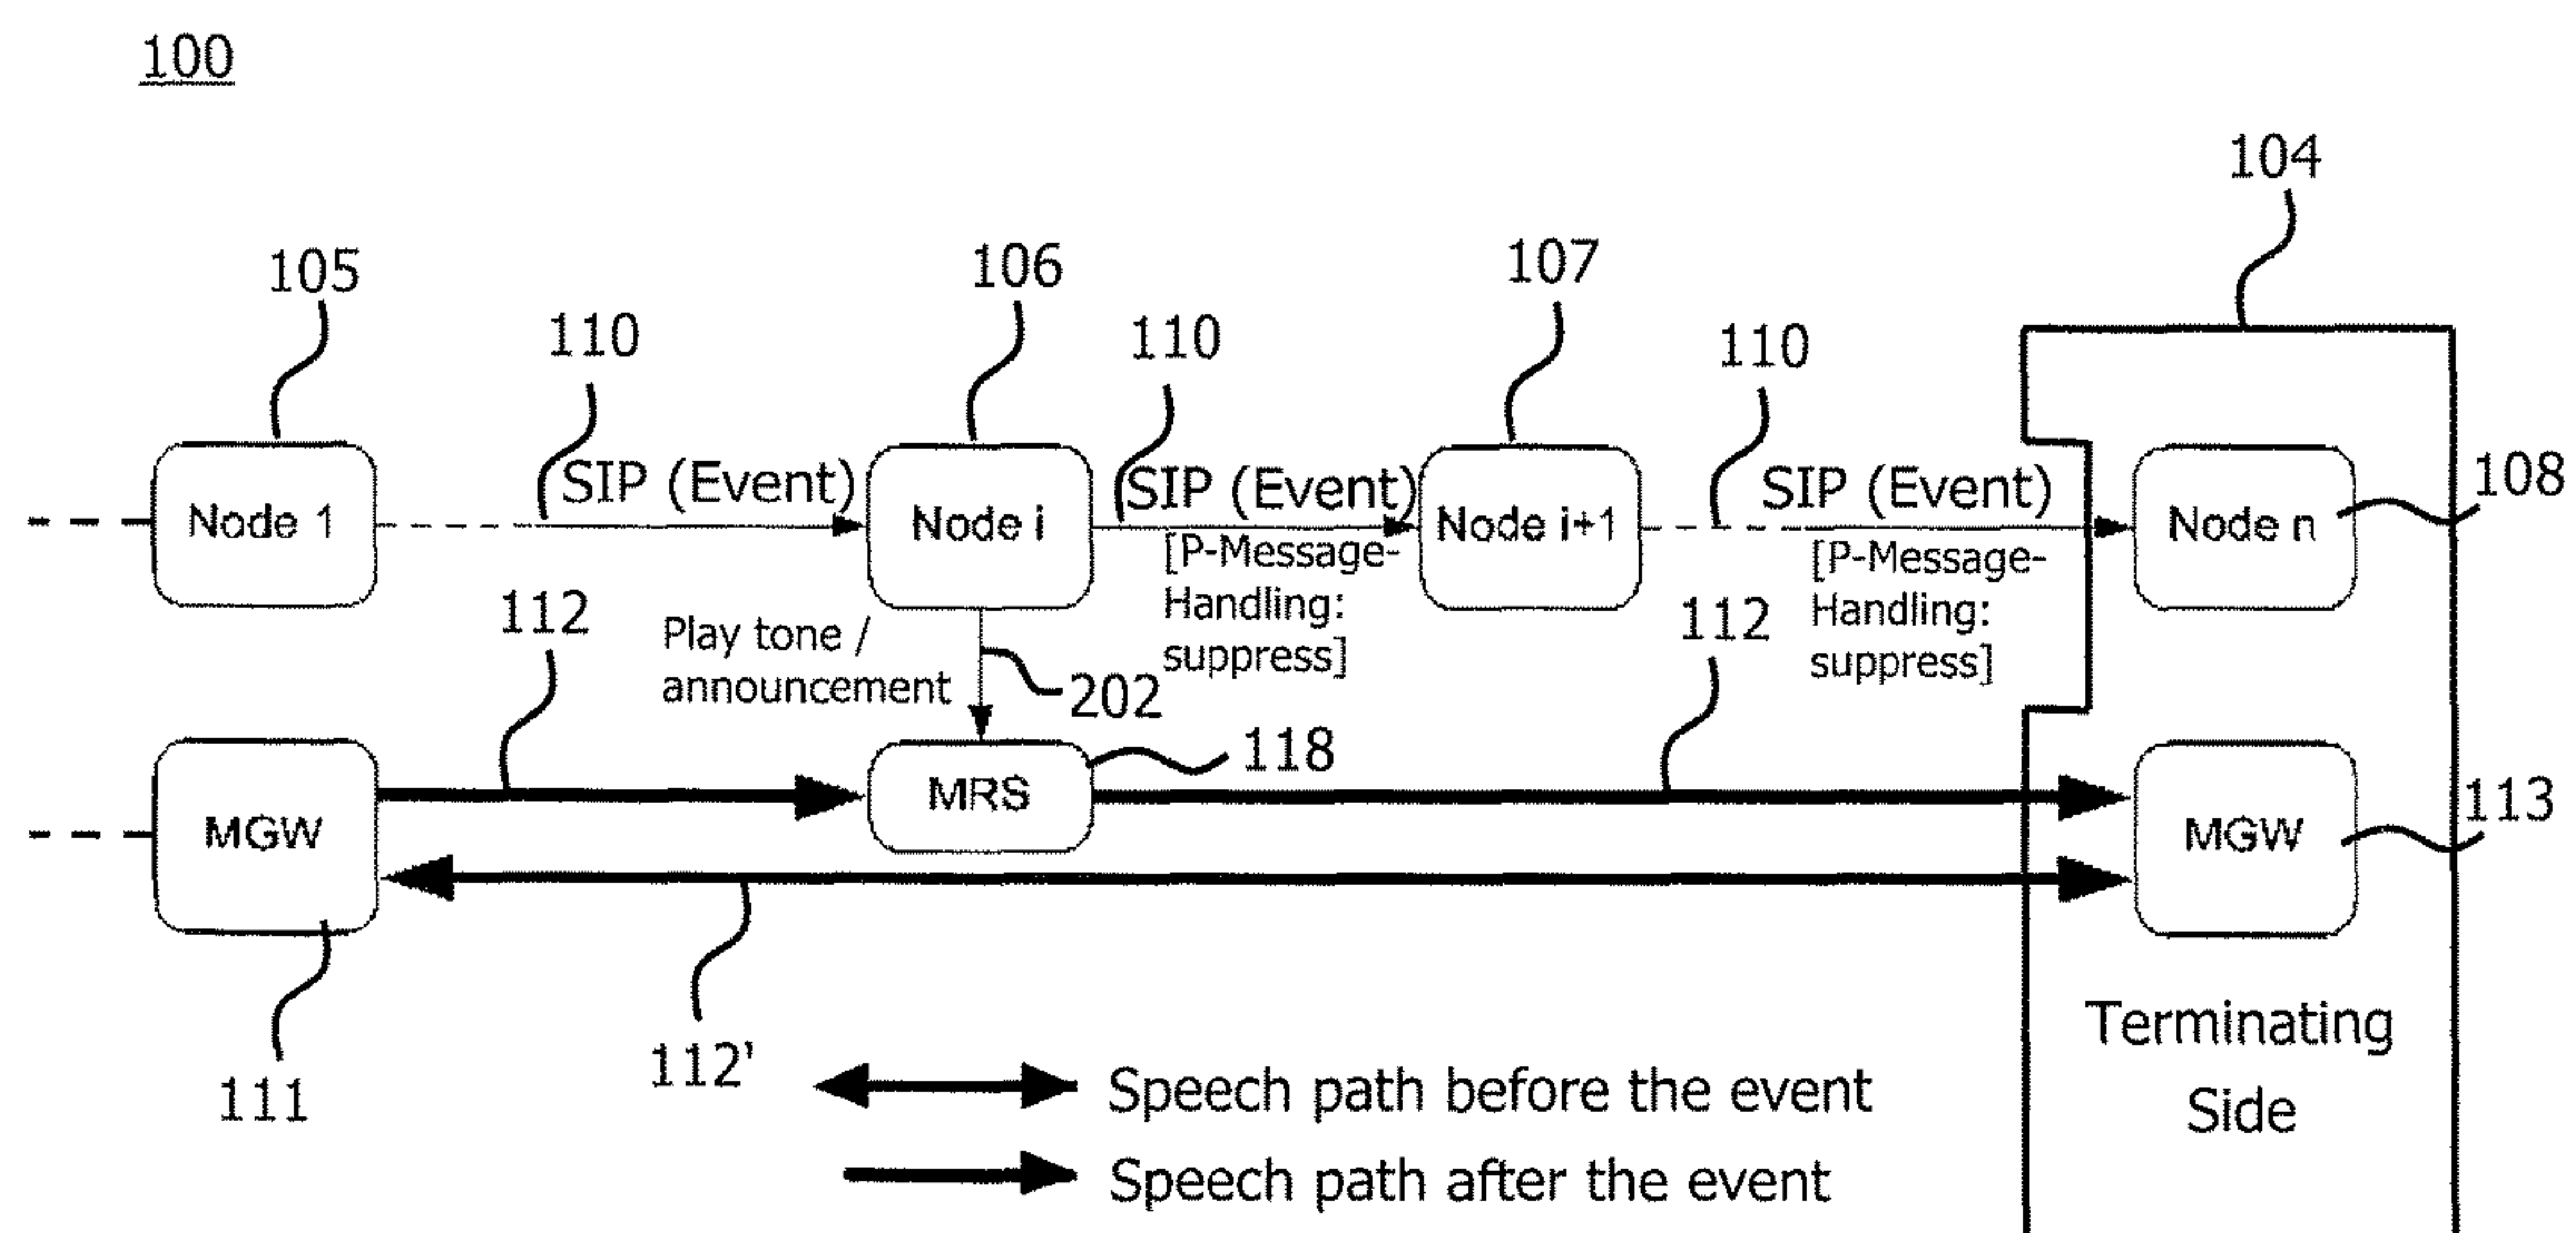 100
104
105
106
107
110
110
110
SIP (Event)
SIP (Event)
SIP (Event)
108
Node 1
Node i
Node i+1
Node n
[P-Message-
Handling:
suppress]
[P-Message-
Handling:
suppress]
112
Play tone /
announcement
202
112
118
MGW
MRS
MGW
113
111
112'
Speech path before the event
Speech path after the event
Terminating
Side